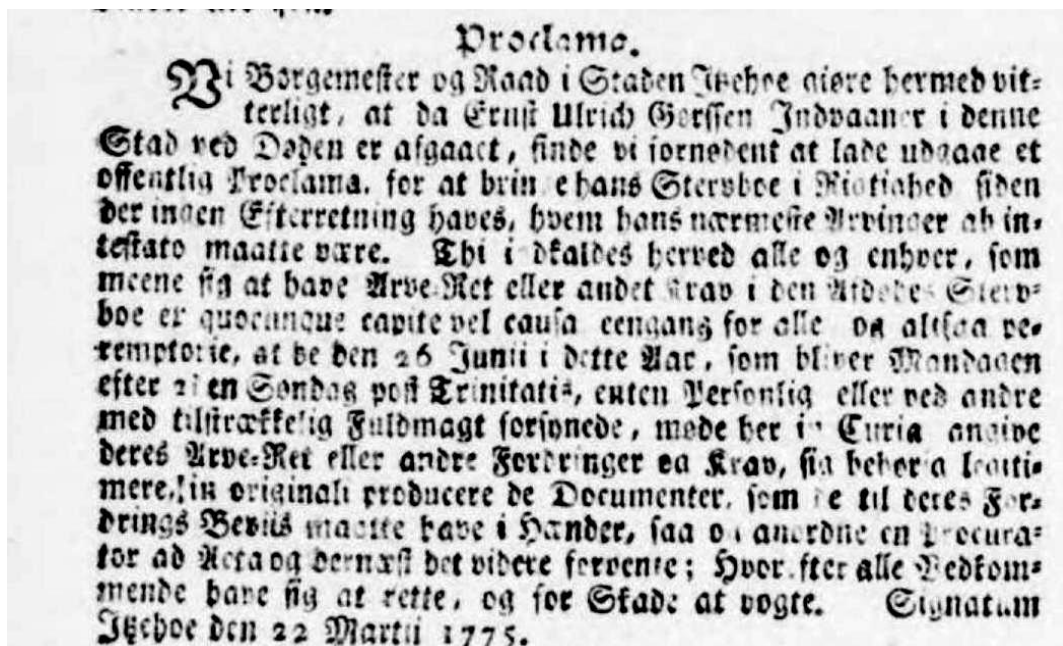 Proclama.
Vi Borgemester og Raad i Staden Itzehoe giøre hermed vit-
terligt, at da Ernst Ulrich Gerssen Indvaaner i denne
Stad ved Døden er afgaaet, finde vi fornødent at lade udgaae et
offentlig Proclama, for at bringe hans Stervboe i Rigtighed siden
der ingen Efterretning haves, hvem hans nærmeste Arvinger ab in-
testato maatte være. Thi indkaldes herved alle og enhver, som
meene sig at have Arve-Ret eller andet Krav i den Afdødes Sterv-
boe ex quocunque capite vel causa eengang for alle og altsaa pe-
remptorie, at de den 26 Junii i dette Aar, som bliver Mandagen
efter 2den Søndag post Trinitatis, enten Personlig eller ved andre
med tilstrækkelig Fuldmagt forsynede, møde her in Curia angive
deres Arve-Ret eller andre Fordringer og Krav, sig behørig legiti-
mere, in originali producere de Documenter, som de til deres For-
drings Beviis maatte have i Hænder, saa og anordne en Procura-
tor ad Acta og dernæst det videre forvente; Hvorefter alle Vedkom-
mende have sig at rette, og for Skade at vogte. Signatum
Itzehoe den 22 Martii 1775.